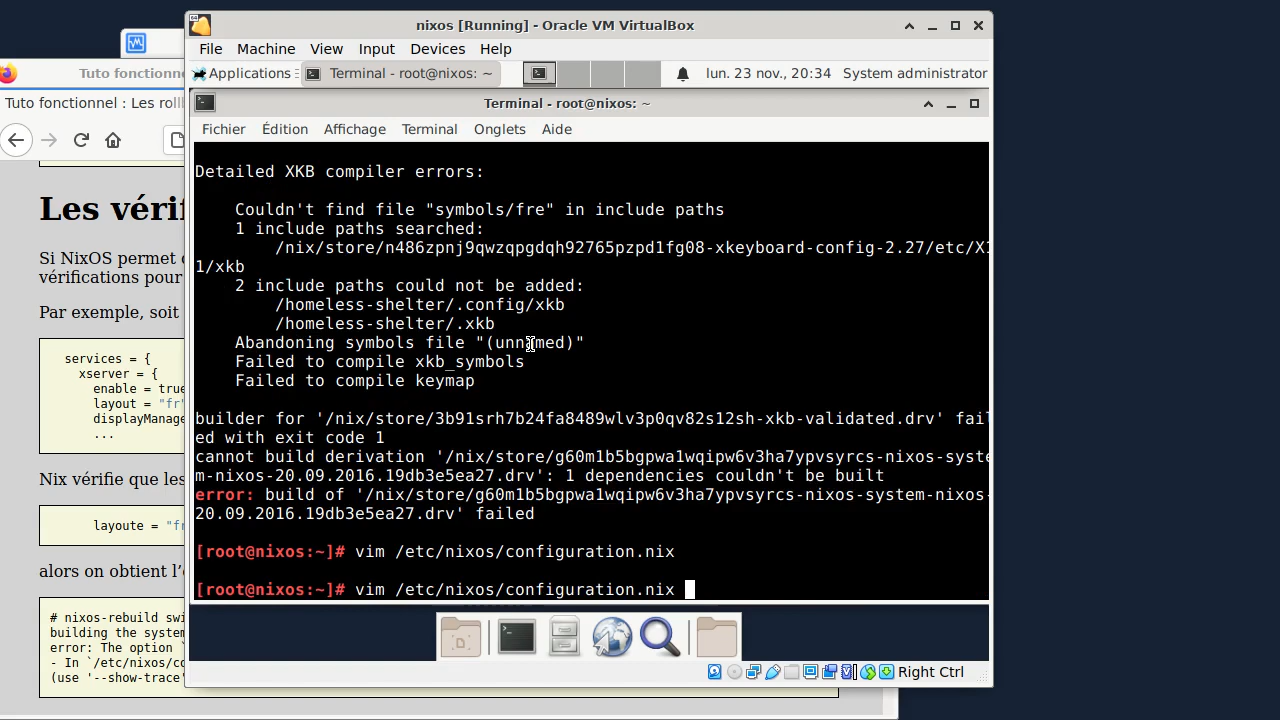 nixos [Running] - Oracle VM VirtualBox
File Machine View Input Devices Help
Applications Terminal - root@nixos: ~ lun. 23 nov., 20:34 System administrator
Terminal - root@nixos: ~
Fichier Édition Affichage Terminal Onglets Aide
Detailed XKB compiler errors:
Couldn't find file "symbols/fre" in include paths
1 include paths searched:
/nix/store/n486zpnj9qwzqpgdqh92765pzpd1fg08-xkeyboard-config-2.27/etc/X1
1/xkb
2 include paths could not be added:
/homeless-shelter/.config/xkb
/homeless-shelter/.xkb
Abandoning symbols file "(unnamed)"
Failed to compile xkb_symbols
Failed to compile keymap
builder for '/nix/store/3b91srh7b24fa8489wlv3p0qv82s12sh-xkb-validated.drv' fail
ed with exit code 1
cannot build derivation '/nix/store/g60m1b5bgpwa1wqipw6v3ha7ypvsyrcs-nixos-syste
m-nixos-20.09.2016.19db3e5ea27.drv': 1 dependencies couldn't be built
error: build of '/nix/store/g60m1b5bgpwa1wqipw6v3ha7ypvsyrcs-nixos-system-nixos-
20.09.2016.19db3e5ea27.drv' failed
[root@nixos:~]# vim /etc/nixos/configuration.nix
[root@nixos:~]# vim /etc/nixos/configuration.nix
Right Ctrl
Tuto fonctionne
Tuto fonctionnel : Les roll
Les vérif
Si NixOS permet
vérifications pour
Par exemple, soit
services = {
xserver = {
enable = true
layout = "fr"
displayManage
...
Nix vérifie que les
layoute = "fr
alors on obtient l'
# nixos-rebuild swi
building the system
error: The option `
- In `/etc/nixos/co
(use '--show-trace'